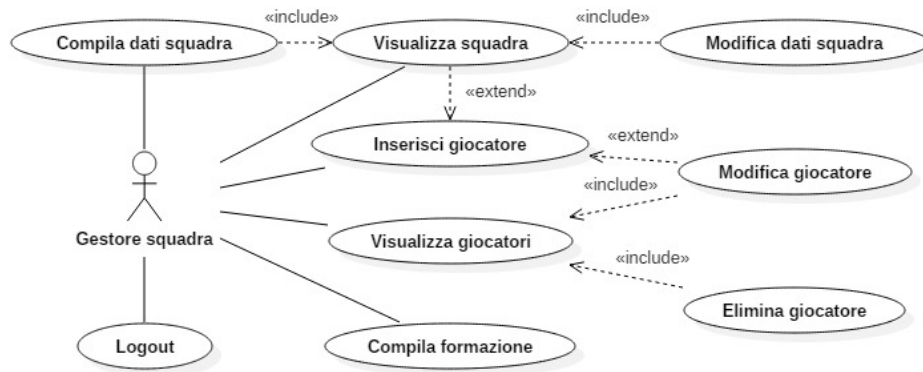 «include»
«include»
Compila dati squadra
Visualizza squadra
Modifica dati squadra
«extend»
Inserisci giocatore
«extend»
Modifica giocatore
«include»
Gestore squadra
Visualizza giocatori
«include»
Elimina giocatore
Logout
Compila formazione